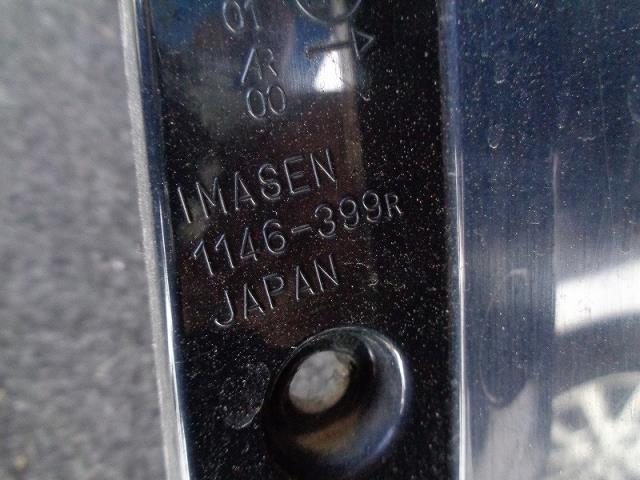 01
AR
00
IMASEN
1146-399R
JAPAN